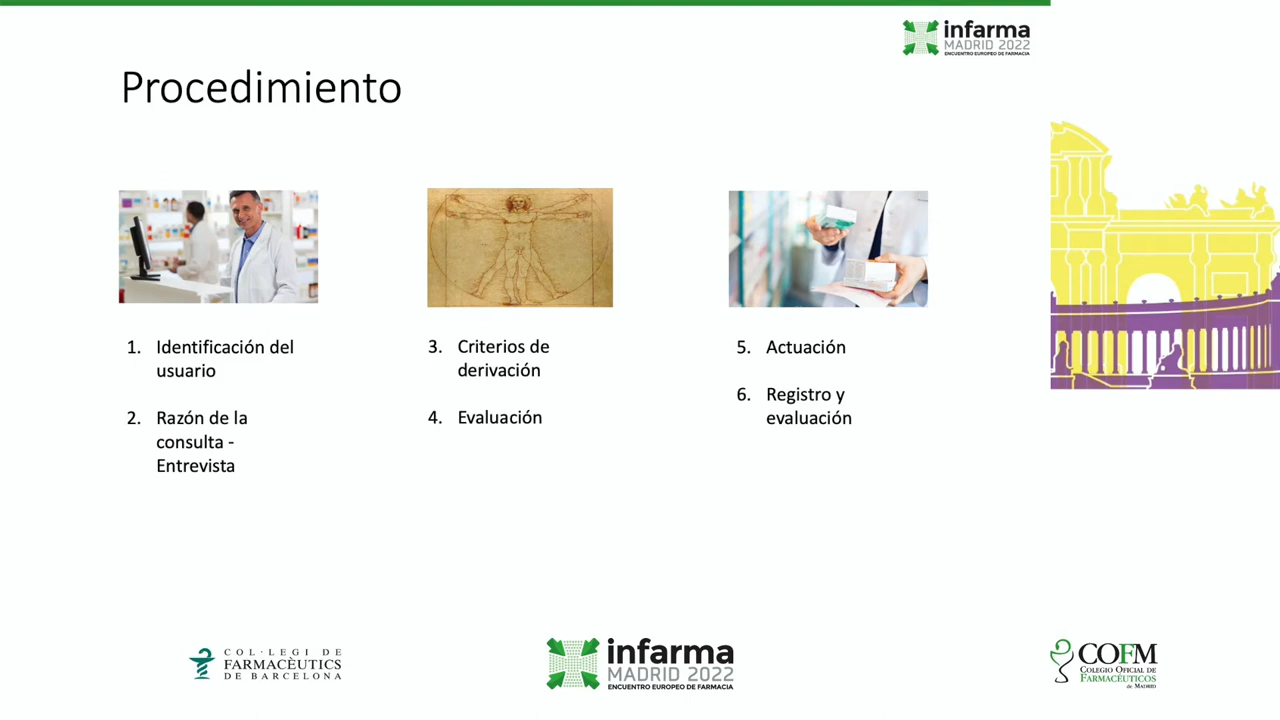 infarma
MADRID 2022
ENCUENTRO EUROPEO DE FARMACIA
Procedimiento
1. Identificación del
usuario
2. Razón de la
consulta -
Entrevista
3. Criterios de
derivación
4. Evaluación
5. Actuación
6. Registro y
evaluación
COL·LEGI DE
FARMACÈUTICS
DE BARCELONA
infarma
MADRID 2022
ENCUENTRO EUROPEO DE FARMACIA
COFM
COLEGIO OFICIAL DE
FARMACÉUTICOS
de MADRID